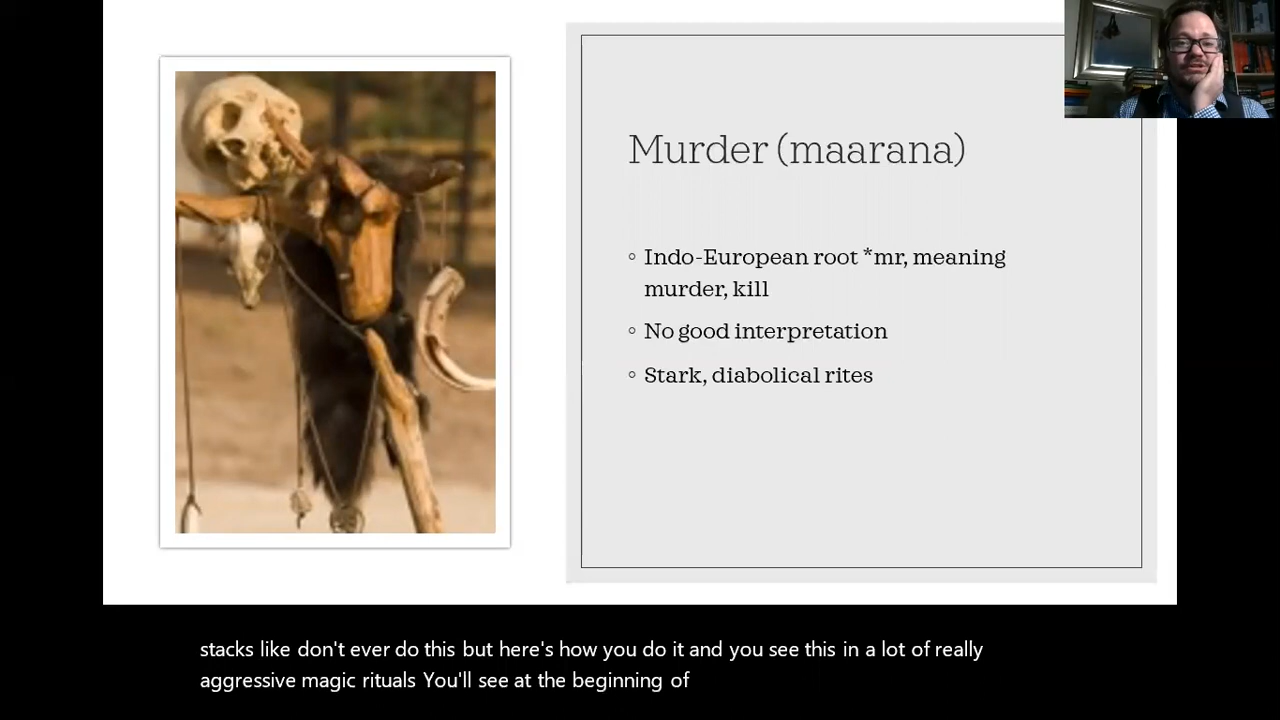 Murder (maarana)
◦ Indo-European root *mr, meaning
murder, kill
◦ No good interpretation
◦ Stark, diabolical rites
stacks like don't ever do this but here's how you do it and you see this in a lot of really
aggressive magic rituals You'll see at the beginning of